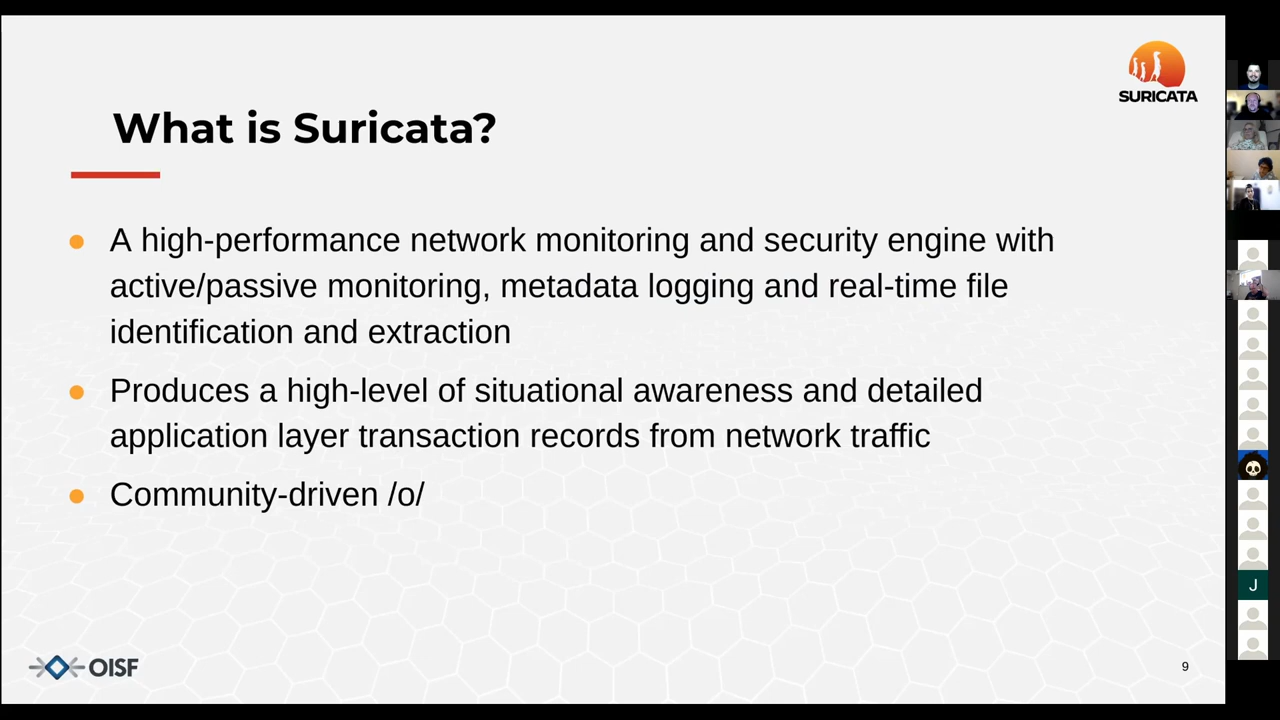 SURICATA
What is Suricata?
A high-performance network monitoring and security engine with
active/passive monitoring, metadata logging and real-time file
identification and extraction
Produces a high-level of situational awareness and detailed
application layer transaction records from network traffic
Community-driven /o/
J
OISF
9